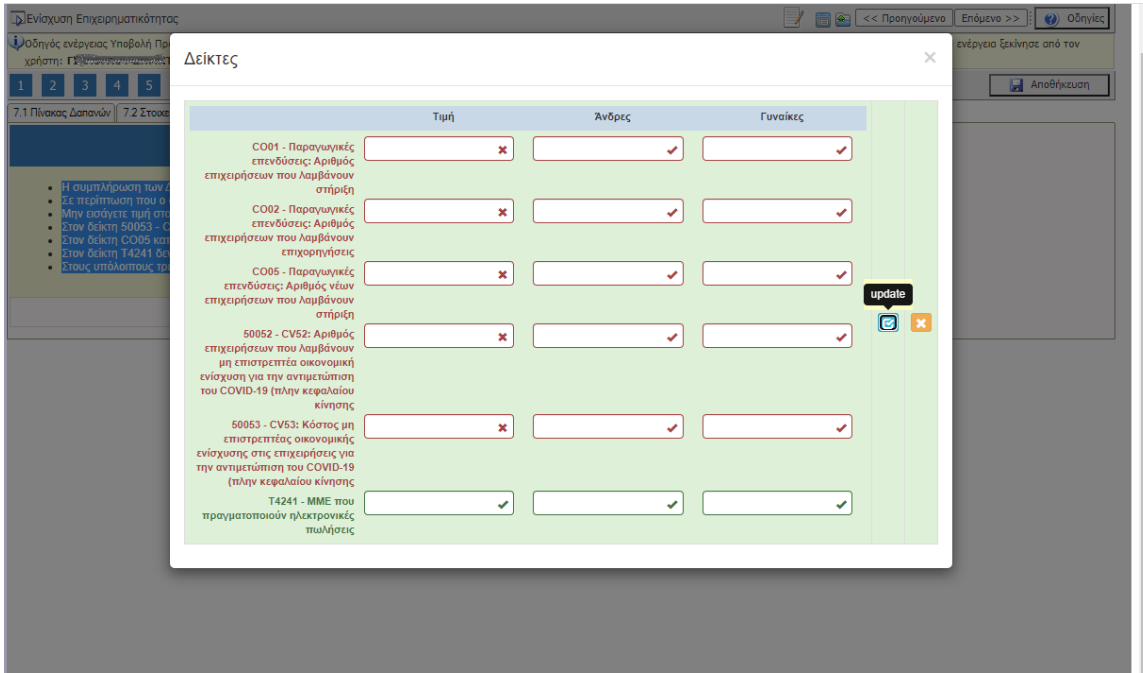 Ενίσχυση Επιχειρηματικότητας
<< Προηγούμενο Επόμενο >> Οδηγίες
Οδηγός ενέργειας Υποβολή Πρ
ενέργεια ξεκίνησε από τον
χρήστη:
Δείκτες
×
1 2 3 4 5
Αποθήκευση
7.1 Πίνακας Δαπανών 7.2 Στοιχε
Η συμπλήρωση των Δ
Σε περίπτωση που ο
Μην εισάγετε τιμή στο
Στον δείκτη 50053 - C
Στον δείκτη CO05 κατ
Στον δείκτη T4241 δεν
Στους υπόλοιπους τρε
Τιμή Άνδρες Γυναίκες
CO01 - Παραγωγικές
επενδύσεις: Αριθμός
επιχειρήσεων που λαμβάνουν
στήριξη
CO02 - Παραγωγικές
επενδύσεις: Αριθμός
επιχειρήσεων που λαμβάνουν
επιχορηγήσεις
CO05 - Παραγωγικές
επενδύσεις: Αριθμός νέων
επιχειρήσεων που λαμβάνουν
στήριξη
update
50052 - CV52: Αριθμός
επιχειρήσεων που λαμβάνουν
μη επιστρεπτέα οικονομική
ενίσχυση για την αντιμετώπιση
του COVID-19 (πλην κεφαλαίου
κίνησης
50053 - CV53: Κόστος μη
επιστρεπτέας οικονομικής
ενίσχυσης στις επιχειρήσεις για
την αντιμετώπιση του COVID-19
(πλην κεφαλαίου κίνησης
T4241 - ΜΜΕ που
πραγματοποιούν ηλεκτρονικές
πωλήσεις